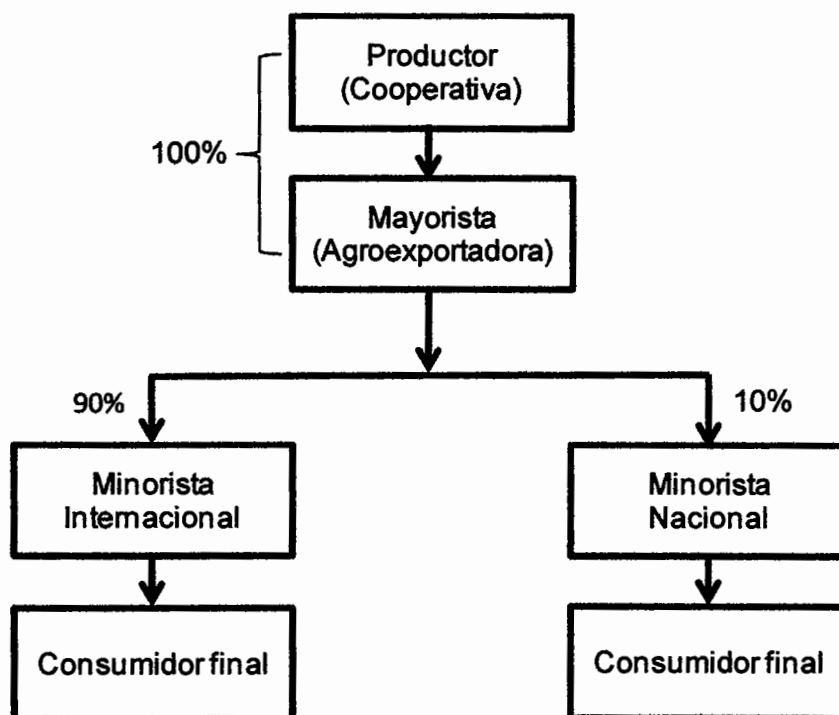 Productor
(Cooperativa)
100%
Mayorista
(Agroexportadora)
90%
10%
Minorista
Internacional
Minorista
Nacional
Consumidor final
Consumidor final